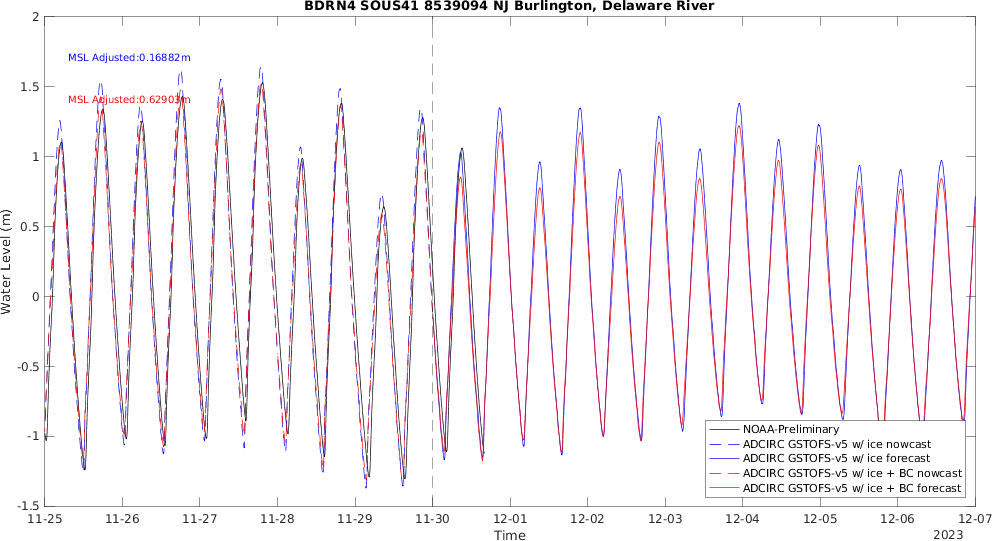 BDRN4 SOUS41 8539094 NJ Burlington, Delaware River
2
1.5
1
0.5
0
-0.5
-1
-1.5
Water Level (m)
MSL Adjusted:0.16882m
MSL Adjusted:0.62903m
NOAA-Preliminary
ADCIRC GSTOFS-v5 w/ ice nowcast
ADCIRC GSTOFS-v5 w/ ice forecast
ADCIRC GSTOFS-v5 w/ ice + BC nowcast
ADCIRC GSTOFS-v5 w/ ice + BC forecast
11-25 11-26 11-27 11-28 11-29 11-30 12-01 12-02 12-03 12-04 12-05 12-06 12-07
Time
2023